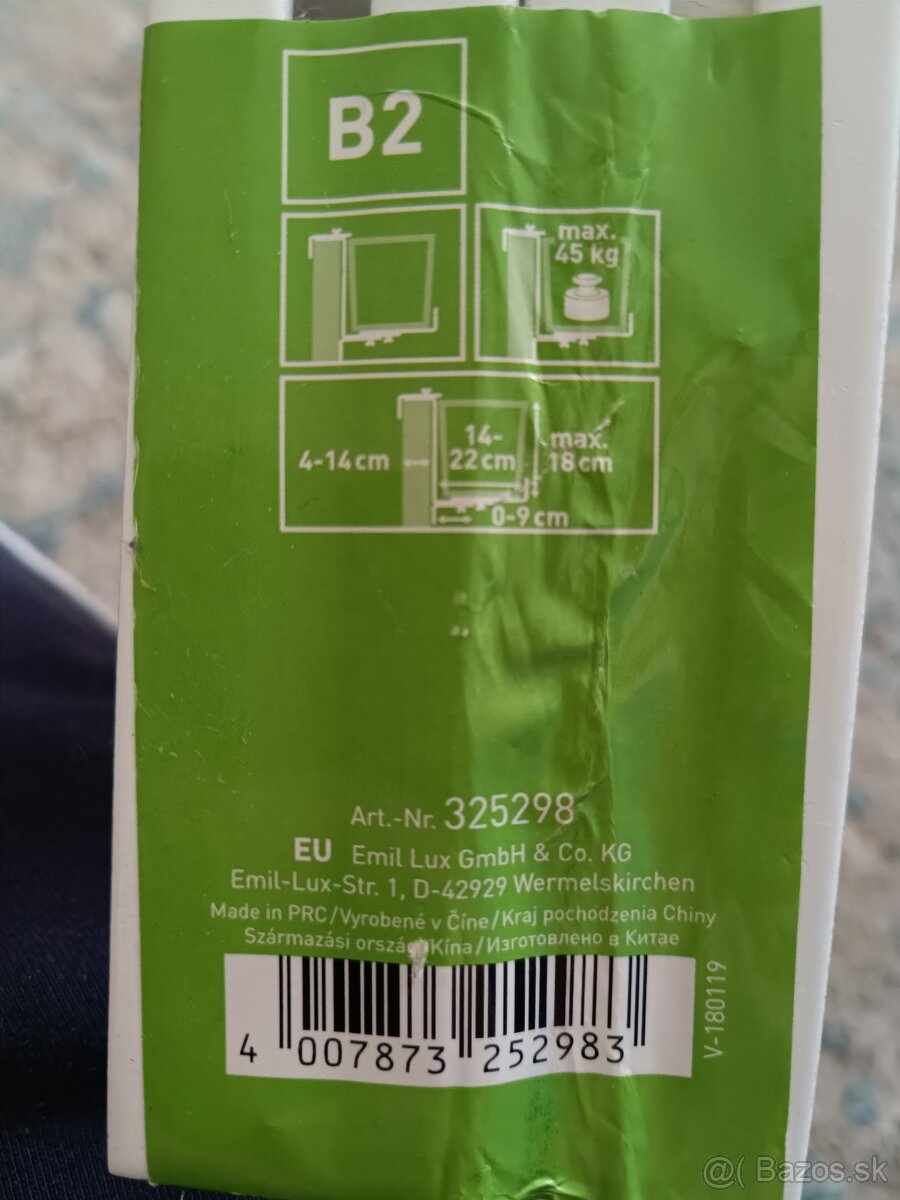 B2
max.
45 kg
4-14 cm
14-
22 cm
max.
18 cm
0-9 cm
Art.-Nr. 325298
EU Emil Lux GmbH & Co. KG
Emil-Lux-Str. 1, D-42929 Wermelskirchen
Made in PRC/Vyrobené v Číne/Kraj pochodzenia Chiny
Származási ország Kína/Изготовлено в Китае
4 007873 252983
V-180119
@( Bazos.sk